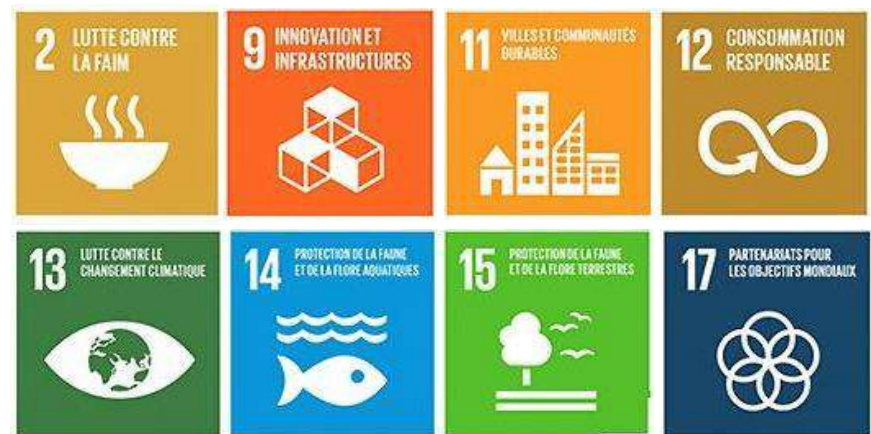 2 LUTTE CONTRE
LA FAIM
9 INNOVATION ET
INFRASTRUCTURES
11 VILLES ET COMMUNAUTÉS
DURABLES
12 CONSOMMATION
RESPONSABLE
13 LUTTE CONTRE LE
CHANGEMENT CLIMATIQUE
14 PROTECTION DE LA FAUNE
ET DE LA FLORE AQUATIQUES
15 PROTECTION DE LA FAUNE
ET DE LA FLORE TERRESTRES
17 PARTENARIATS POUR
LES OBJECTIFS MONDIAUX